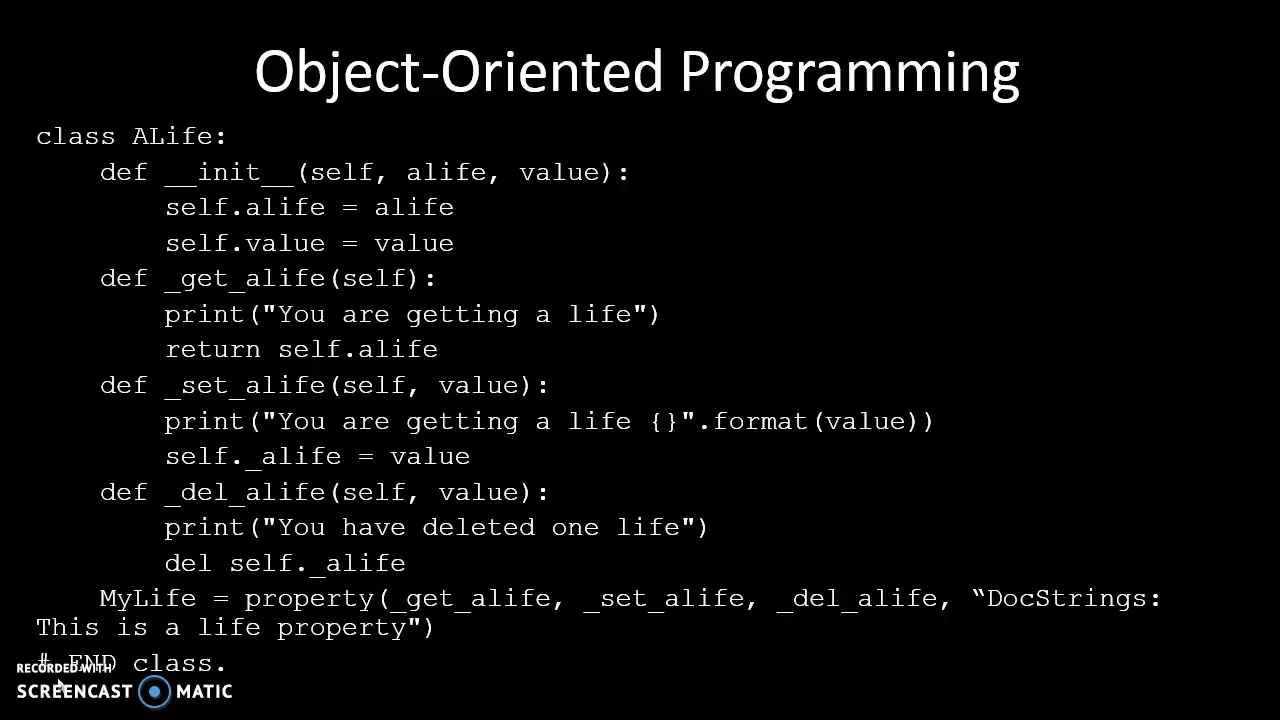 Object-Oriented Programming
class ALife:
    def __init__(self, alife, value):
        self.alife = alife
        self.value = value
    def _get_alife(self):
        print("You are getting a life")
        return self.alife
    def _set_alife(self, value):
        print("You are getting a life {}".format(value))
        self._alife = value
    def _del_alife(self, value):
        print("You have deleted one life")
        del self._alife
    MyLife = property(_get_alife, _set_alife, _del_alife, “DocStrings:
This is a life property")
# END class.
RECORDED WITH
SCREENCAST MATIC